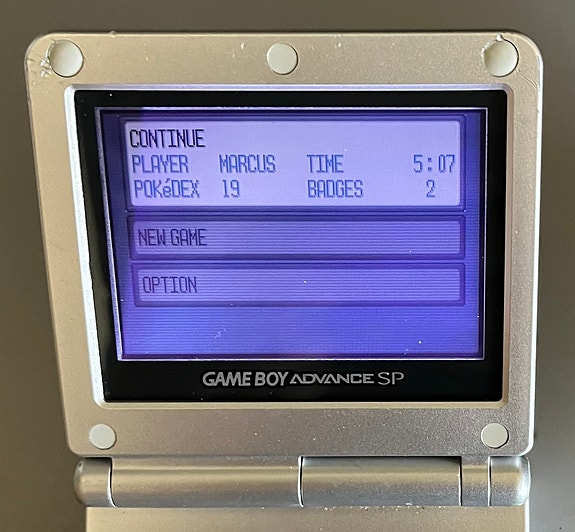 CONTINUE
PLAYER MARCUS TIME 5:07
POKéDEX 19 BADGES 2
NEW GAME
OPTION
GAME BOY ADVANCE SP